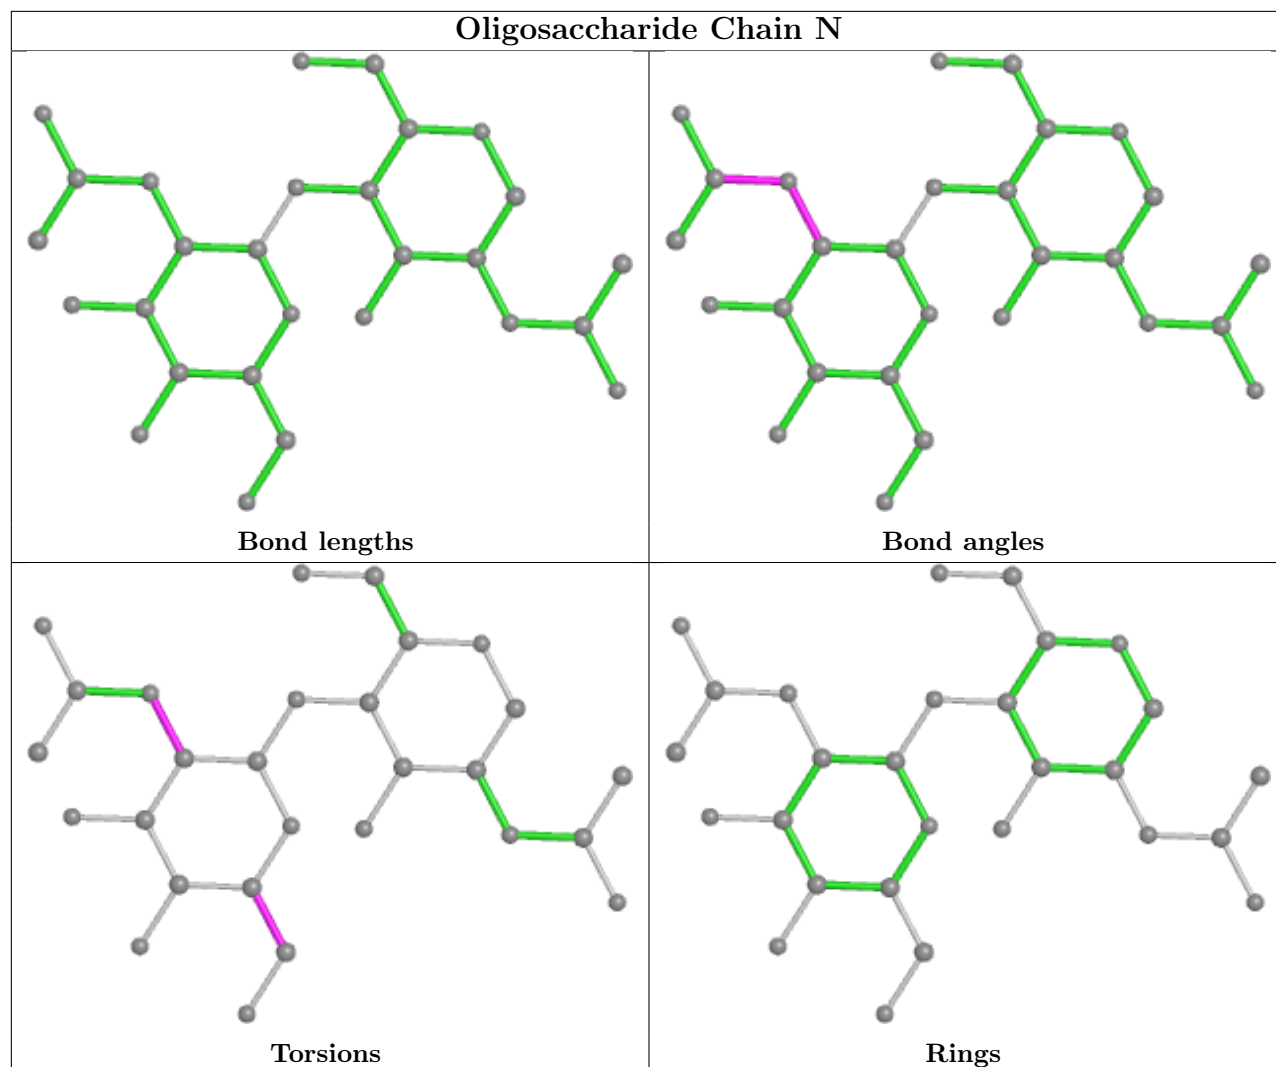 Oligosaccharide Chain N
Bond lengths
Bond angles
Torsions
Rings